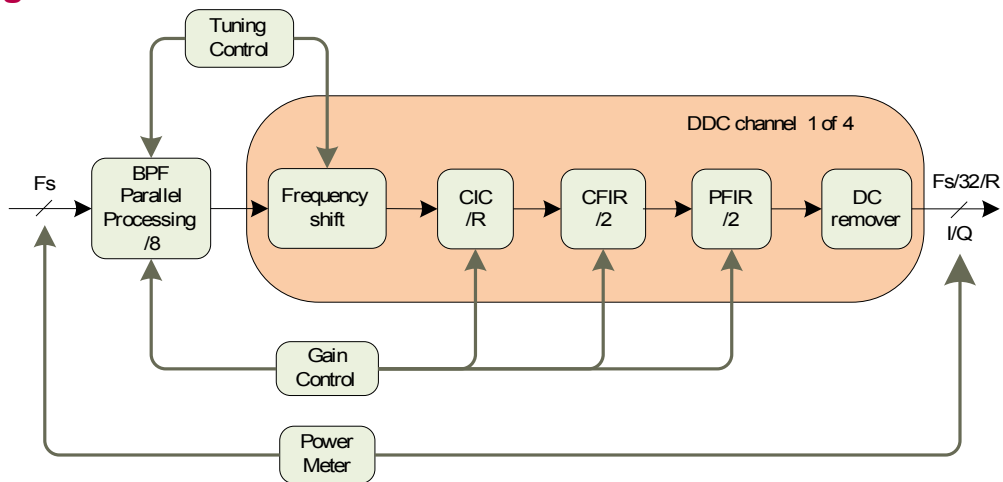 Tuning
Control
DDC channel 1 of 4
Fs
BPF
Parallel
Processing
/8
Frequency
shift
CIC
/R
CFIR
/2
PFIR
/2
DC
remover
Fs/32/R
I/Q
Gain
Control
Power
Meter